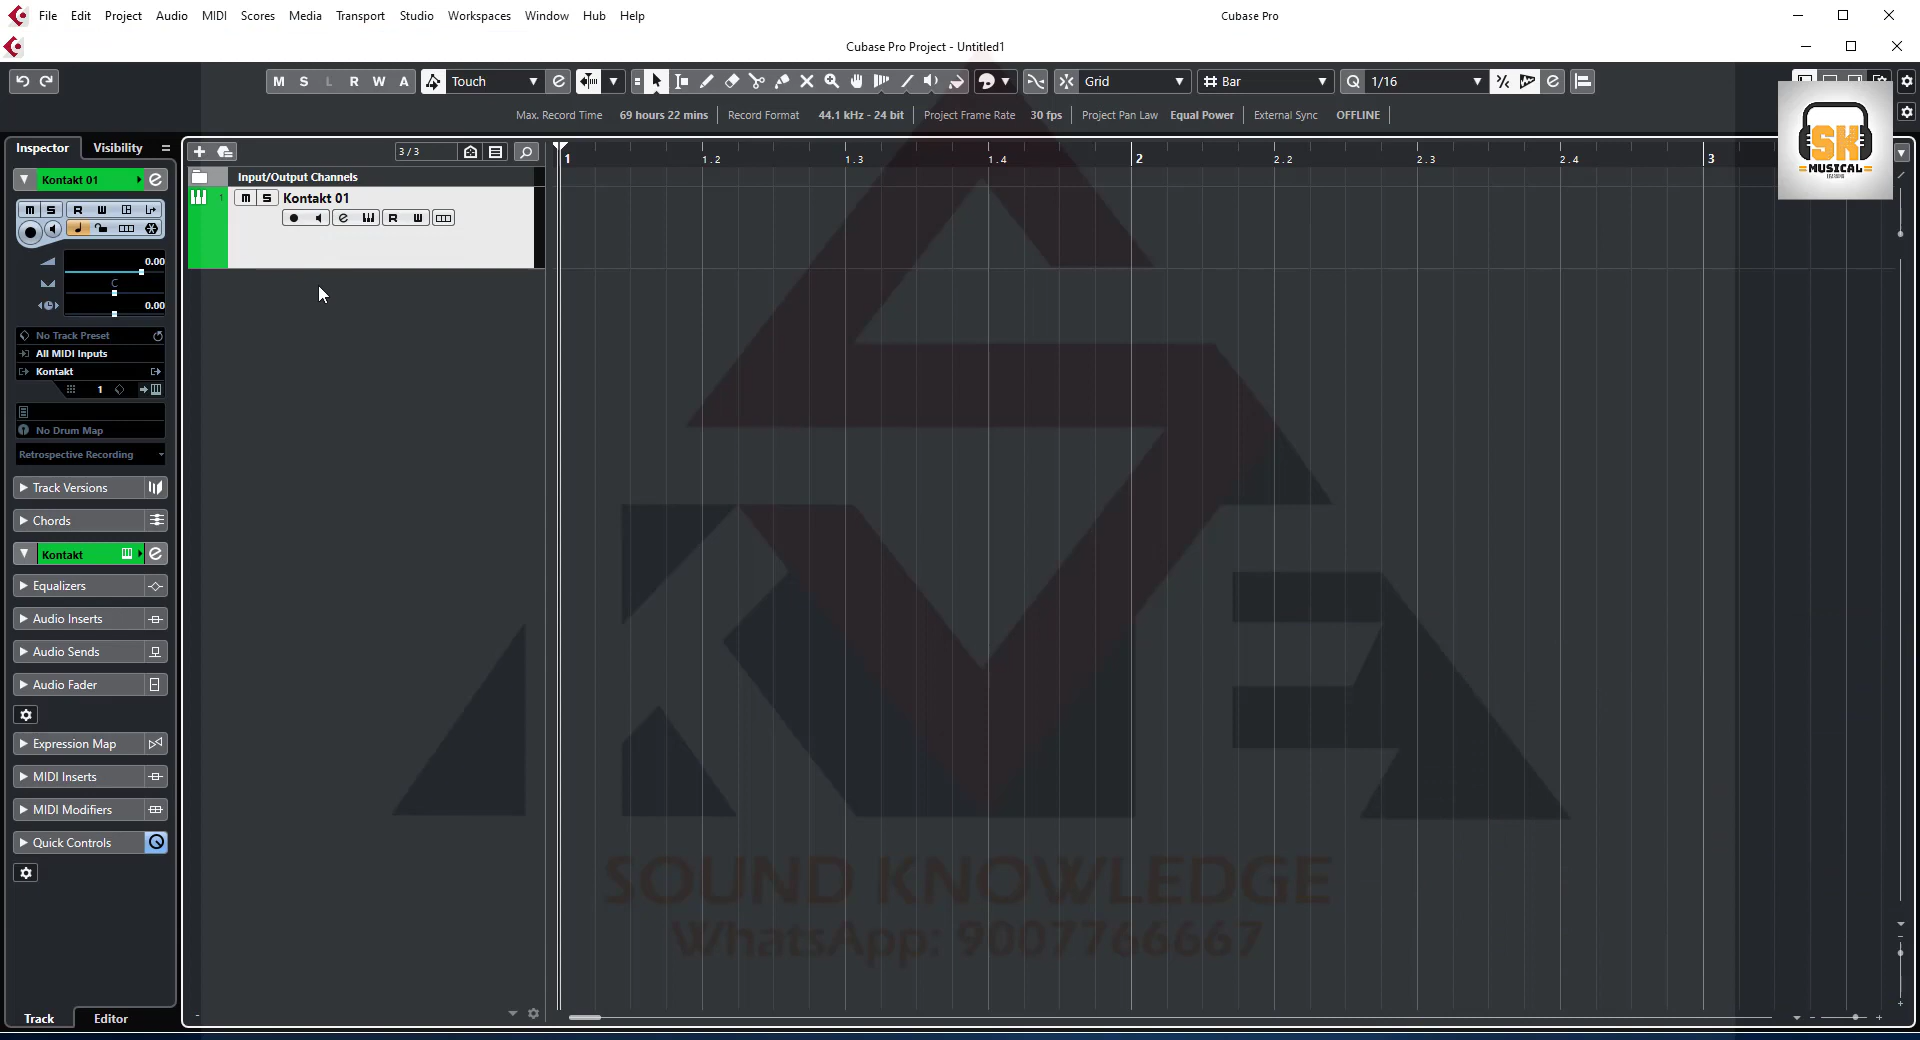 File Edit Project Audio MIDI Scores Media Transport Studio Workspaces Window Hub Help Cubase Pro
Cubase Pro Project - Untitled1
M S L R W A Touch Grid Bar 1/16
Max. Record Time 69 hours 22 mins Record Format 44.1 kHz - 24 bit Project Frame Rate 30 fps Project Pan Law Equal Power External Sync OFFLINE
SK
MUSICAL
LEARNING
Inspector Visibility
3 / 3
1 1.2 1.3 1.4 2 2.2 2.3 2.4 3
Kontakt 01
Input/Output Channels
1 M S Kontakt 01
R W
M S R W
0.00
C
0.00
No Track Preset
All MIDI Inputs
Kontakt
1
No Drum Map
Retrospective Recording
Track Versions
Chords
Kontakt
Equalizers
Audio Inserts
Audio Sends
Audio Fader
Expression Map
MIDI Inserts
MIDI Modifiers
Quick Controls
SOUND KNOWLEDGE
WhatsApp: 9007766667
Track Editor